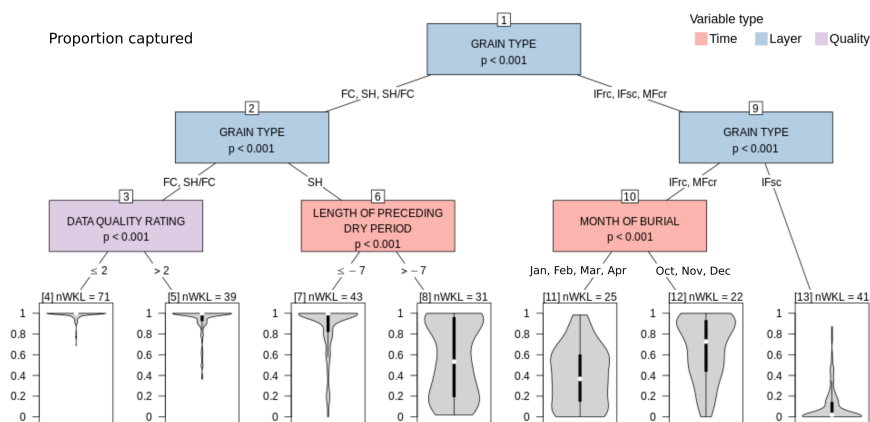 Proportion captured
Variable type
Time Layer Quality
1
GRAIN TYPE
p < 0.001
FC, SH, SH/FC
IFrc, IFsc, MFcr
2
GRAIN TYPE
p < 0.001
9
GRAIN TYPE
p < 0.001
FC, SH/FC
SH
IFrc, MFcr
IFsc
3
DATA QUALITY RATING
p < 0.001
6
LENGTH OF PRECEDING
DRY PERIOD
p < 0.001
10
MONTH OF BURIAL
p < 0.001
≤ 2
> 2
≤ −7
> −7
Jan, Feb, Mar, Apr
Oct, Nov, Dec
[4] nWKL = 71
1
0.8
0.6
0.4
0.2
0
[5] nWKL = 39
1
0.8
0.6
0.4
0.2
0
[7] nWKL = 43
1
0.8
0.6
0.4
0.2
0
[8] nWKL = 31
1
0.8
0.6
0.4
0.2
0
[11] nWKL = 25
1
0.8
0.6
0.4
0.2
0
[12] nWKL = 22
1
0.8
0.6
0.4
0.2
0
[13] nWKL = 41
1
0.8
0.6
0.4
0.2
0